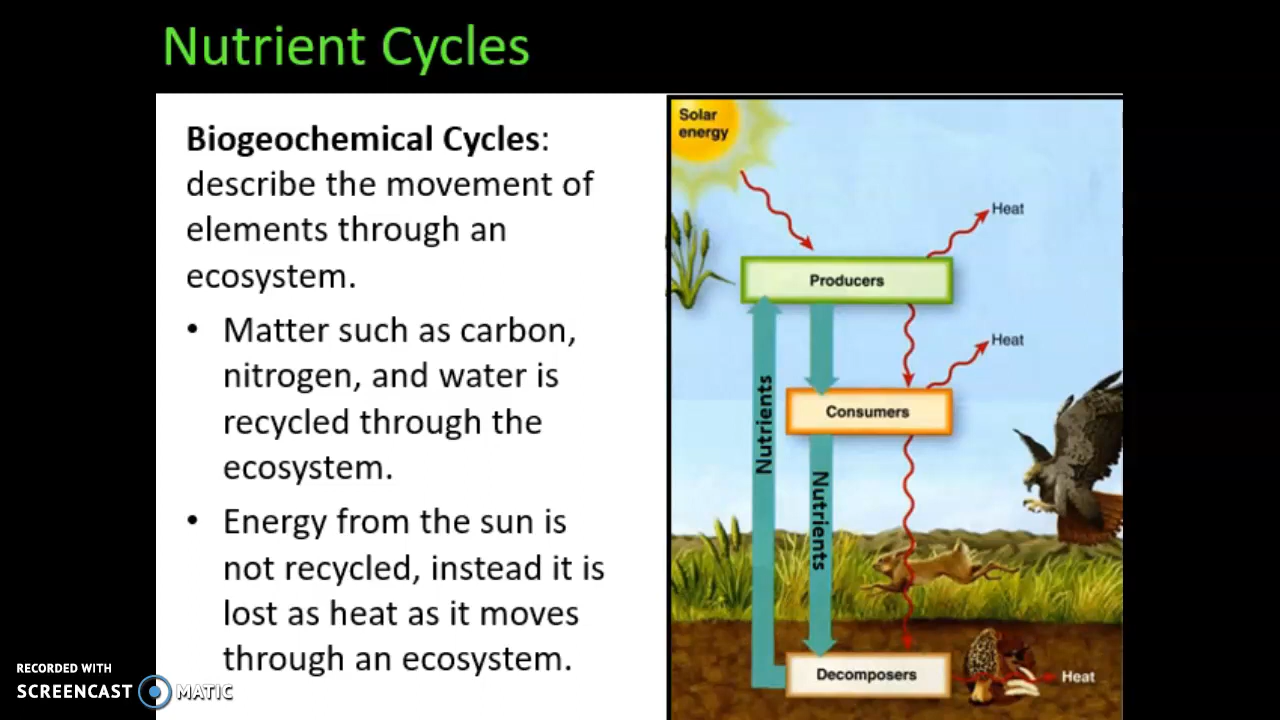 Nutrient Cycles
Biogeochemical Cycles:
describe the movement of
elements through an
ecosystem.
• Matter such as carbon,
nitrogen, and water is
recycled through the
ecosystem.
• Energy from the sun is
not recycled, instead it is
lost as heat as it moves
through an ecosystem.
Solar
energy
Heat
Producers
Heat
Consumers
Nutrients
Nutrients
Decomposers
Heat
RECORDED WITH
SCREENCAST MATIC